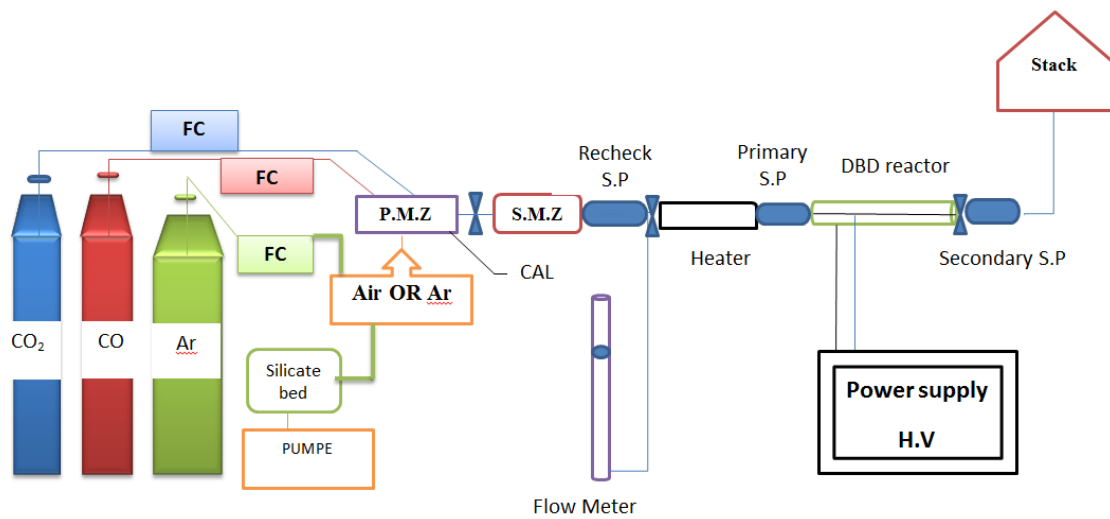 Stack
FC
FC
FC
P.M.Z
S.M.Z
Recheck
S.P
Primary
S.P
DBD reactor
Heater
Secondary S.P
CAL
Air OR Ar
CO₂
CO
Ar
Silicate
bed
PUMPE
Power supply
H.V
Flow Meter